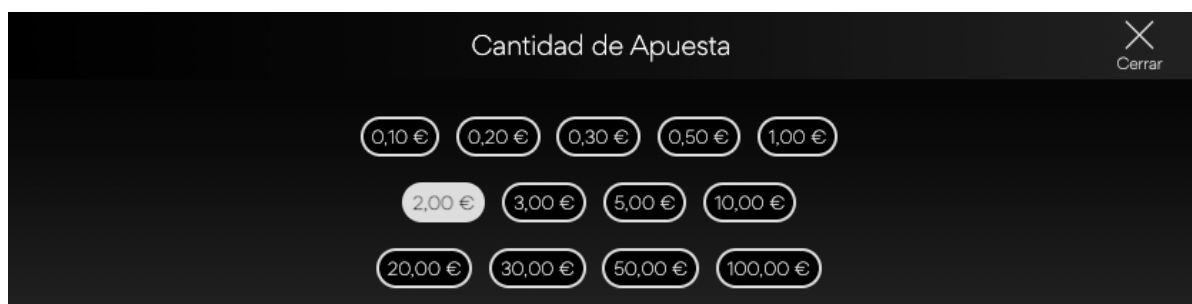 Cantidad de Apuesta
Cerrar
0,10 € 0,20 € 0,30 € 0,50 € 1,00 €
2,00 € 3,00 € 5,00 € 10,00 €
20,00 € 30,00 € 50,00 € 100,00 €